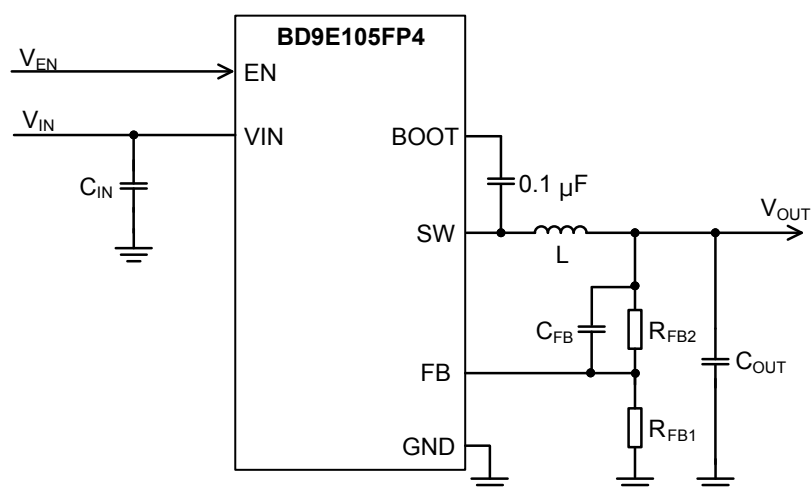 BD9E105FP4
V_EN
EN
V_IN
VIN
BOOT
C_IN
0.1 µF
V_OUT
SW
L
C_FB
R_FB2
FB
C_OUT
R_FB1
GND